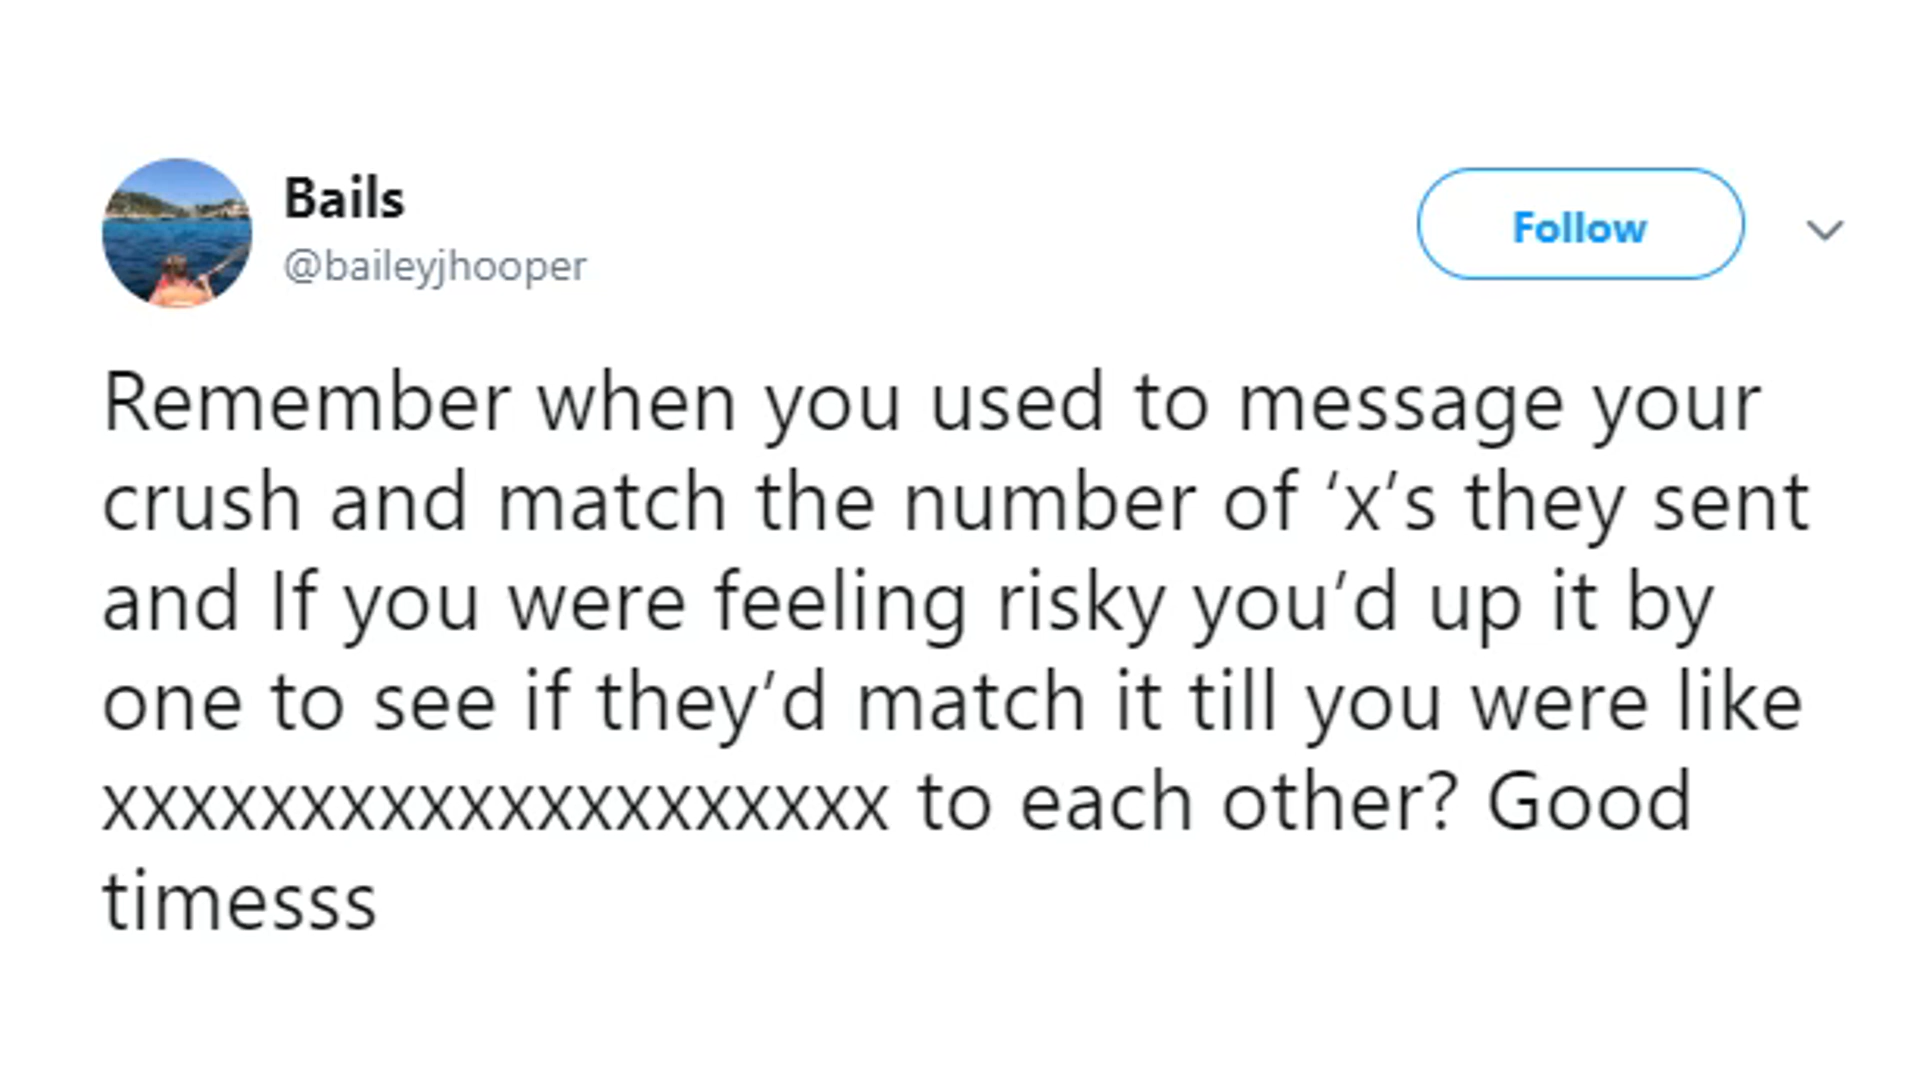 Bails
@baileyjhooper
Follow
Remember when you used to message your
crush and match the number of ‘x’s they sent
and If you were feeling risky you’d up it by
one to see if they’d match it till you were like
xxxxxxxxxxxxxxxxxxxx to each other? Good
timesss